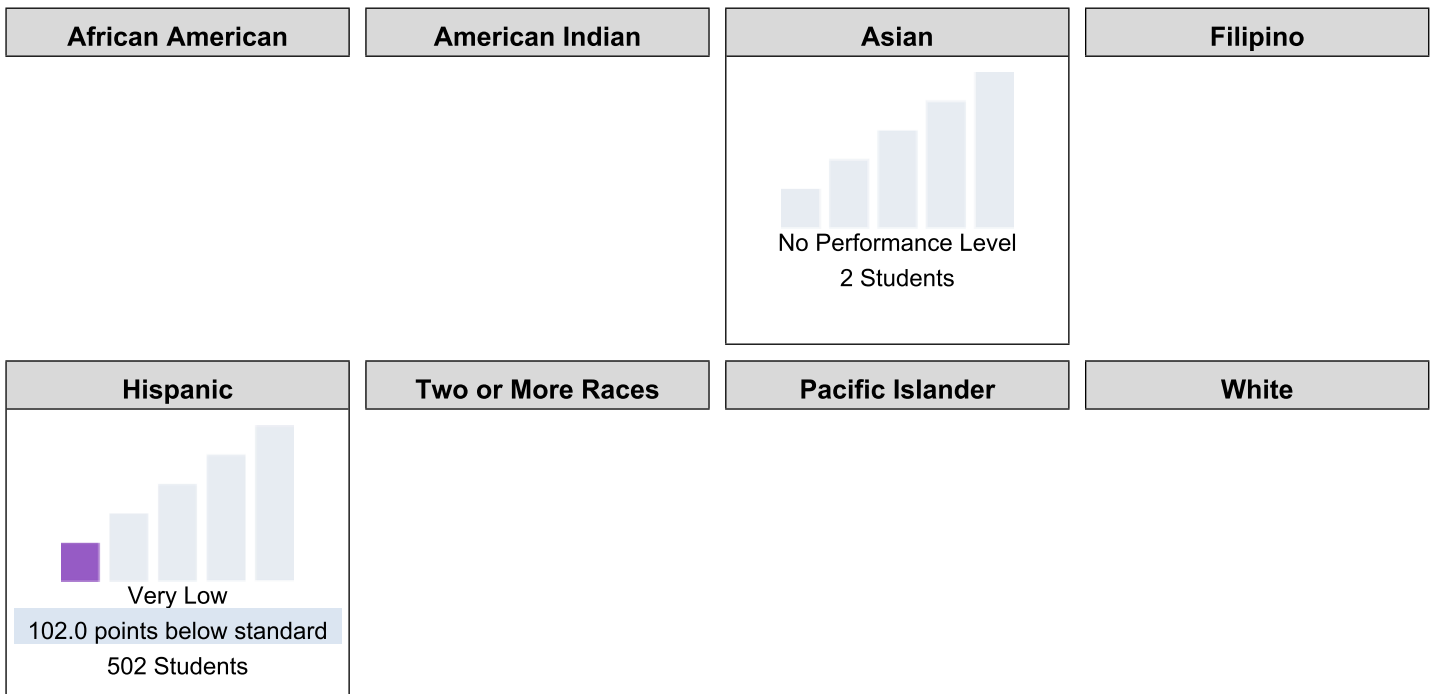 African American
American Indian
Asian
Filipino
No Performance Level
2 Students
Hispanic
Two or More Races
Pacific Islander
White
Very Low
102.0 points below standard
502 Students